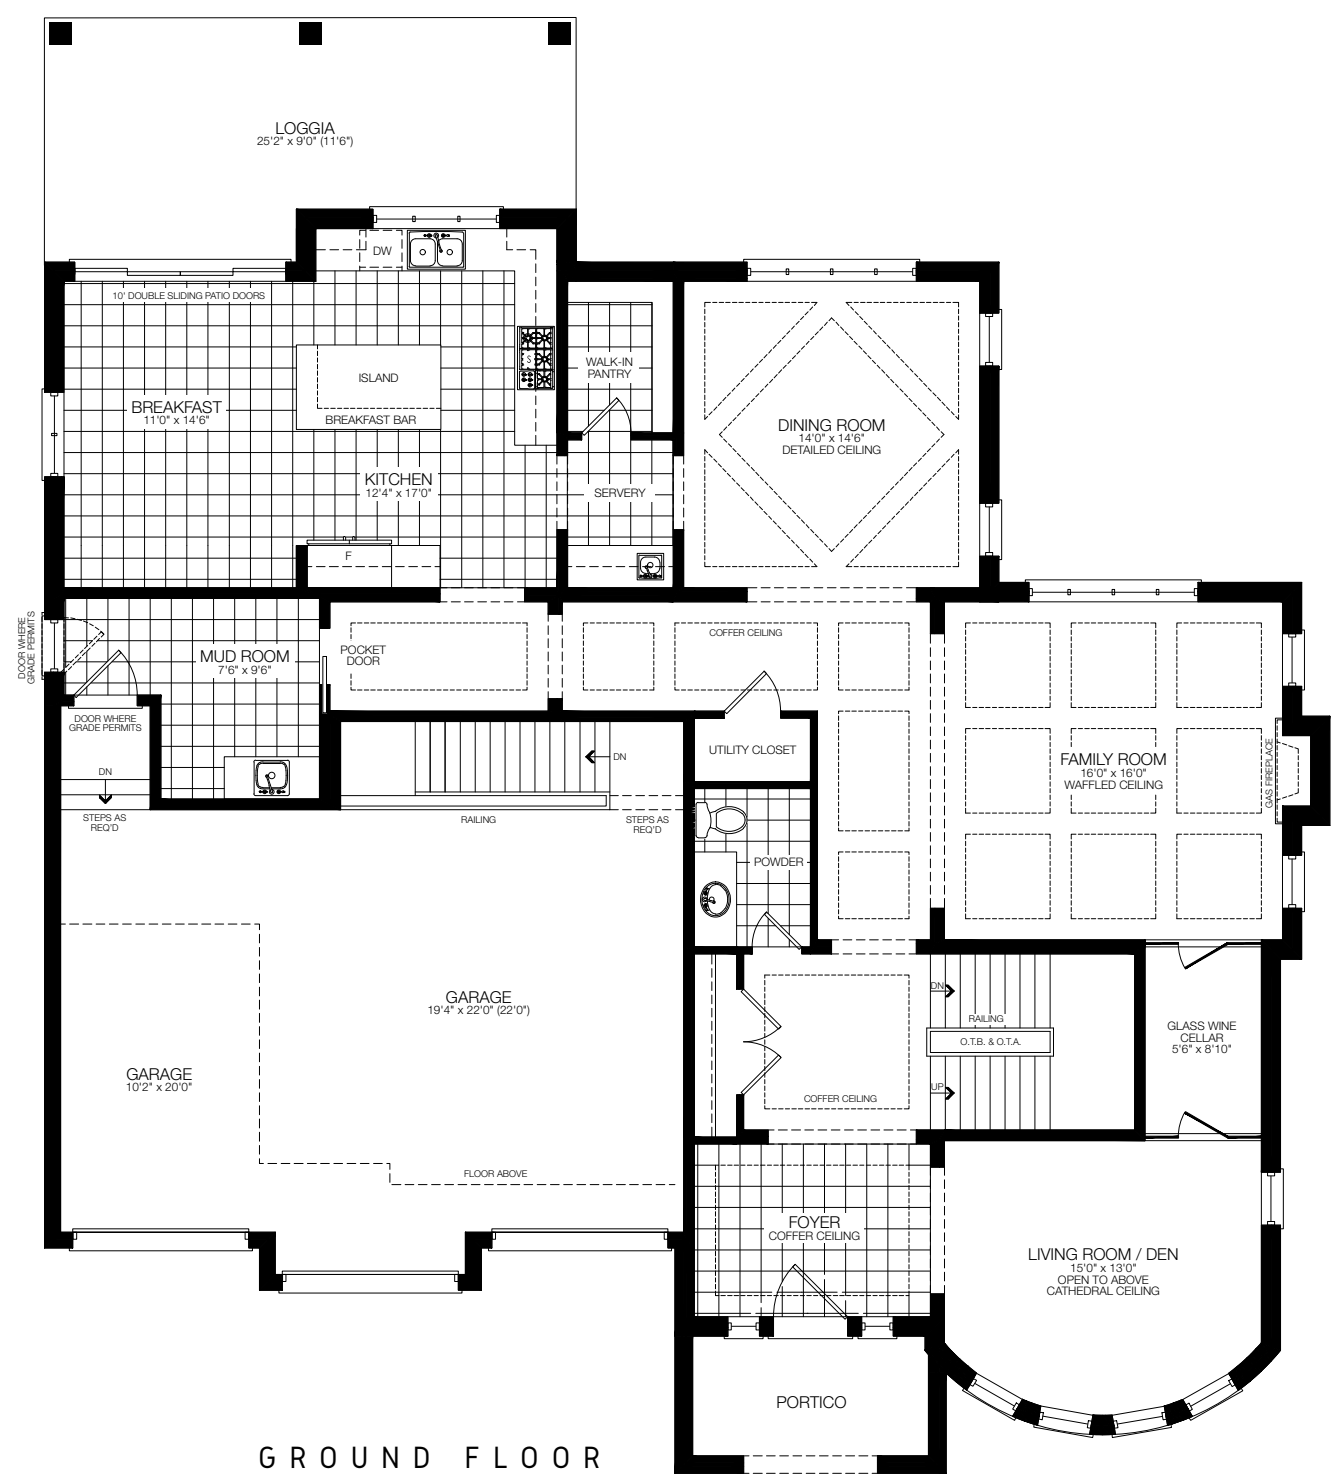 LOGGIA
25'2" x 9'0" (11'6")
DW
10' DOUBLE SLIDING PATIO DOORS
S
ISLAND
BREAKFAST BAR
WALK-IN
PANTRY
BREAKFAST
11'0" x 14'6"
DINING ROOM
14'0" x 14'6"
DETAILED CEILING
KITCHEN
12'4" x 17'0"
SERVERY
F
DOOR WHERE
GRADE PERMITS
MUD ROOM
7'6" x 9'6"
POCKET
DOOR
COFFER CEILING
DOOR WHERE
GRADE PERMITS
DN
STEPS AS
REQ'D
DN
RAILING
STEPS AS
REQ'D
UTILITY CLOSET
FAMILY ROOM
16'0" x 16'0"
WAFFLED CEILING
GAS FIREPLACE
POWDER
GARAGE
19'4" x 22'0" (22'0")
GARAGE
10'2" x 20'0"
DN
RAILING
O.T.B. & O.T.A.
UP
COFFER CEILING
GLASS WINE
CELLAR
5'6" x 8'10"
FLOOR ABOVE
FOYER
COFFER CEILING
LIVING ROOM / DEN
15'0" x 13'0"
OPEN TO ABOVE
CATHEDRAL CEILING
PORTICO
GROUND FLOOR